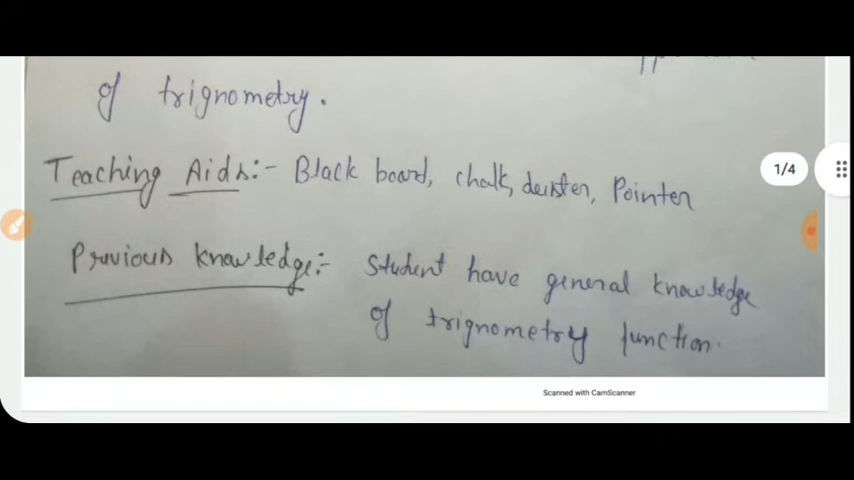 of trignometry.
Teaching Aids:- Black board, chalk, deuster, Pointer
1/4
Previous knowledge:- Student have general knowledge
of trignometry function.
Scanned with CamScanner